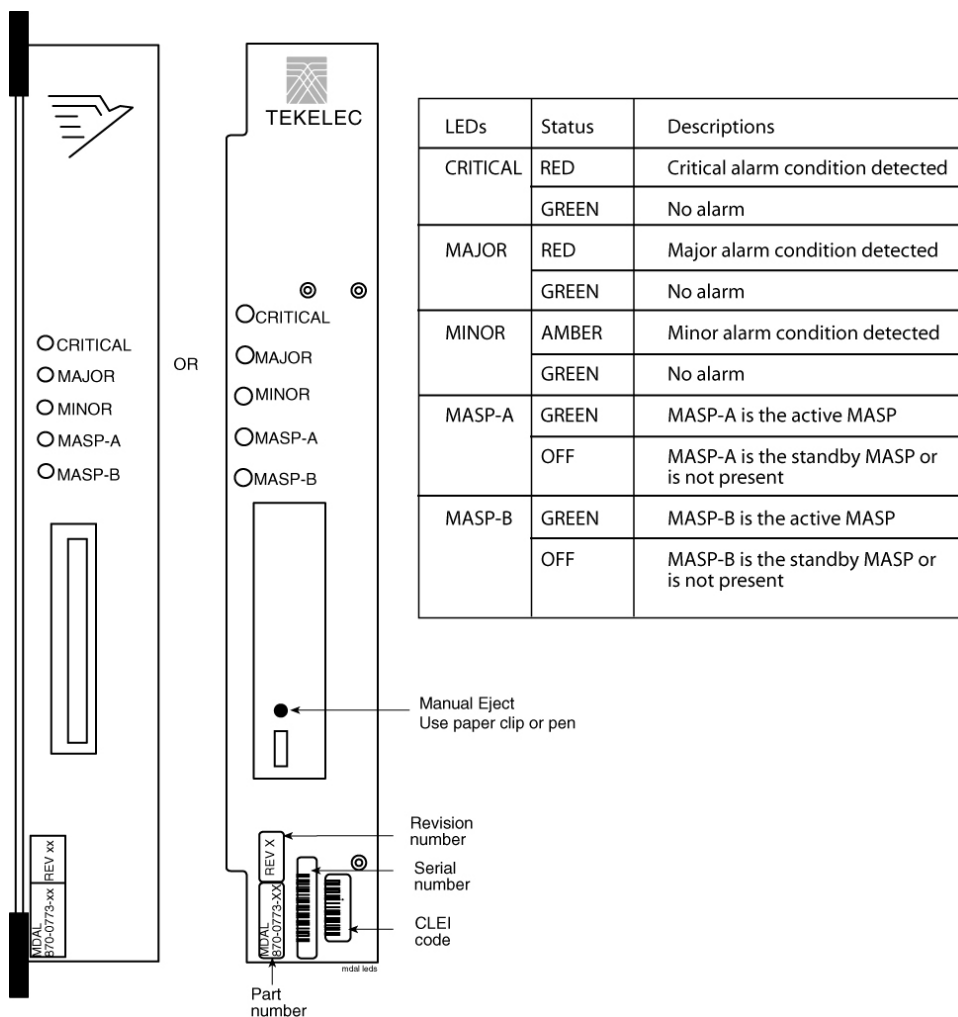 CRITICAL
MAJOR
MINOR
MASP-A
MASP-B
REV xx
MDAL
870-0773-xx
OR
TEKELEC
CRITICAL
MAJOR
MINOR
MASP-A
MASP-B
REV X
MDAL
870-0773-XX
mdal leds
Manual Eject
Use paper clip or pen
Revision
number
Serial
number
CLEI
code
Part
number
LEDs Status Descriptions
CRITICAL RED Critical alarm condition detected
GREEN No alarm
MAJOR RED Major alarm condition detected
GREEN No alarm
MINOR AMBER Minor alarm condition detected
GREEN No alarm
MASP-A GREEN MASP-A is the active MASP
OFF MASP-A is the standby MASP or
is not present
MASP-B GREEN MASP-B is the active MASP
OFF MASP-B is the standby MASP or
is not present